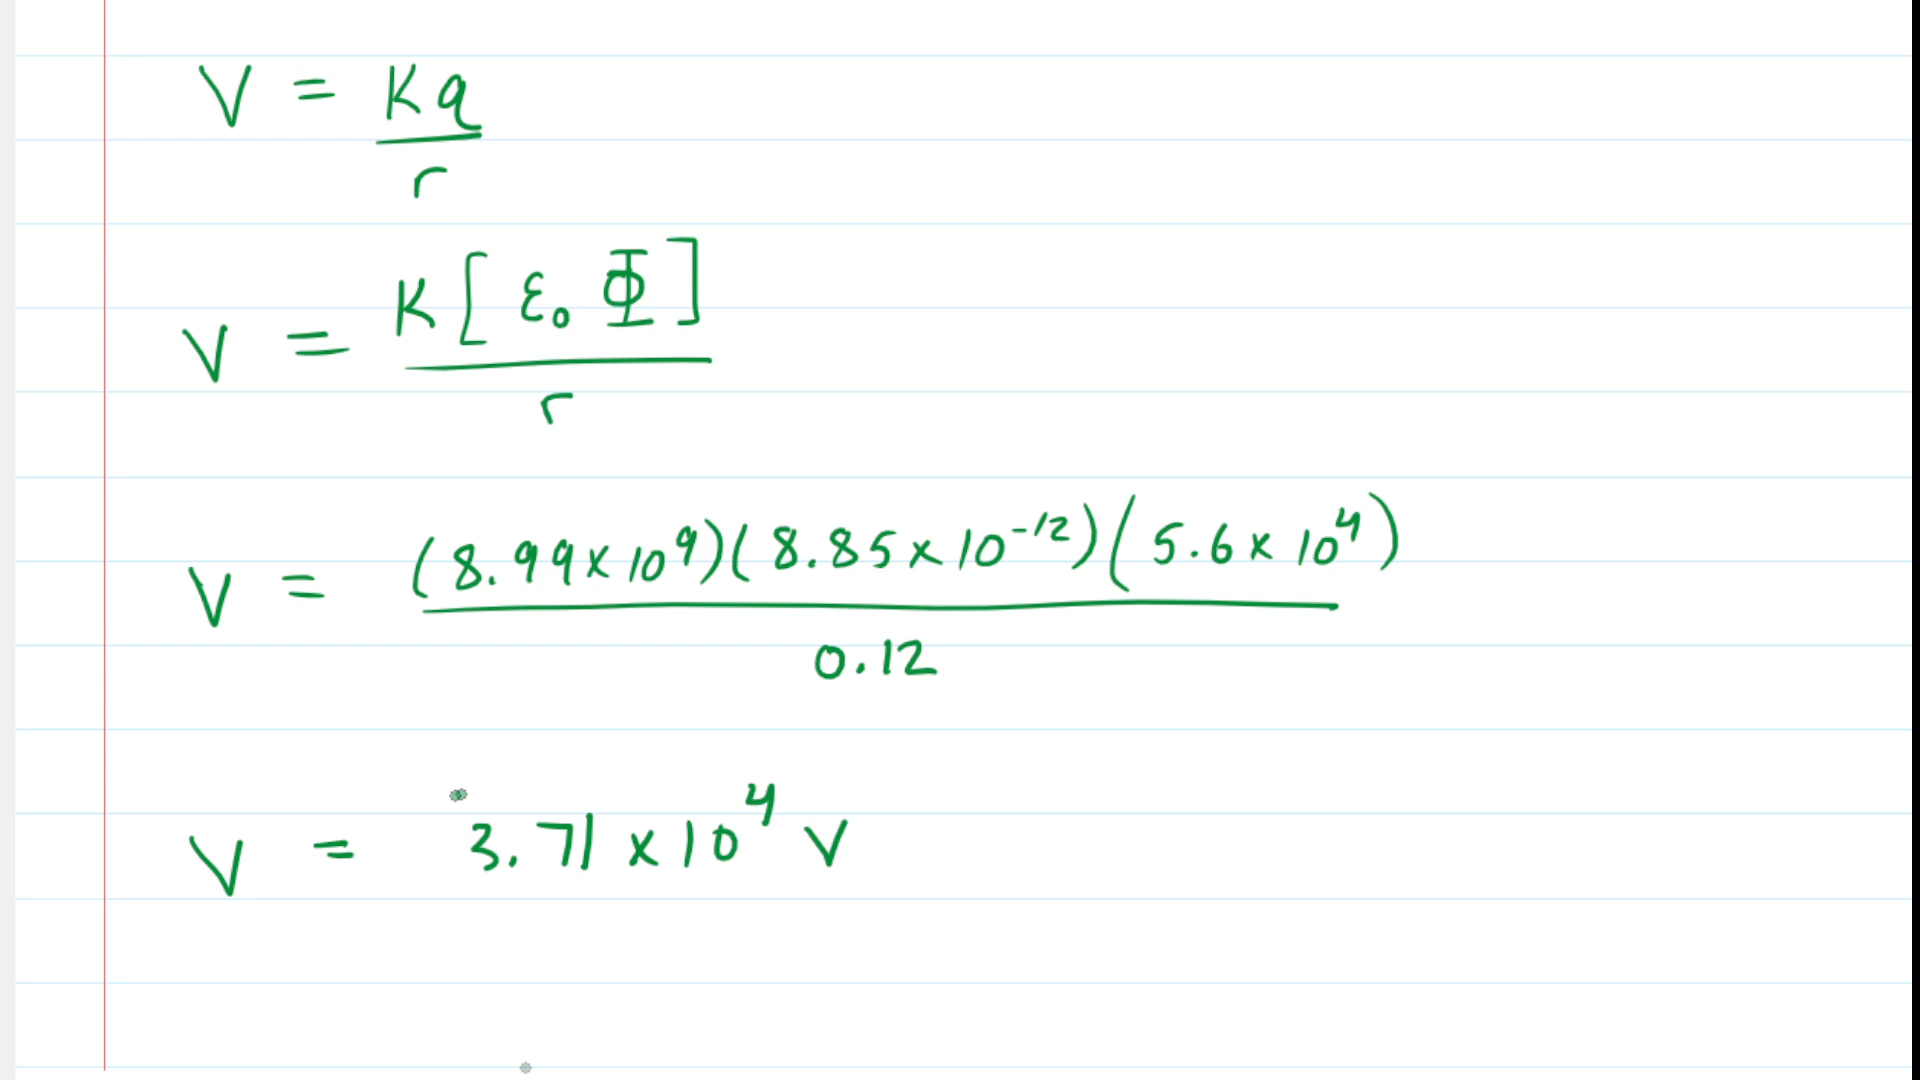 V = Kq/r
V = K[ε₀ Φ]/r
V = (8.99×10⁹)(8.85×10⁻¹²)(5.6×10⁴)/0.12
V = 3.71×10⁴ V